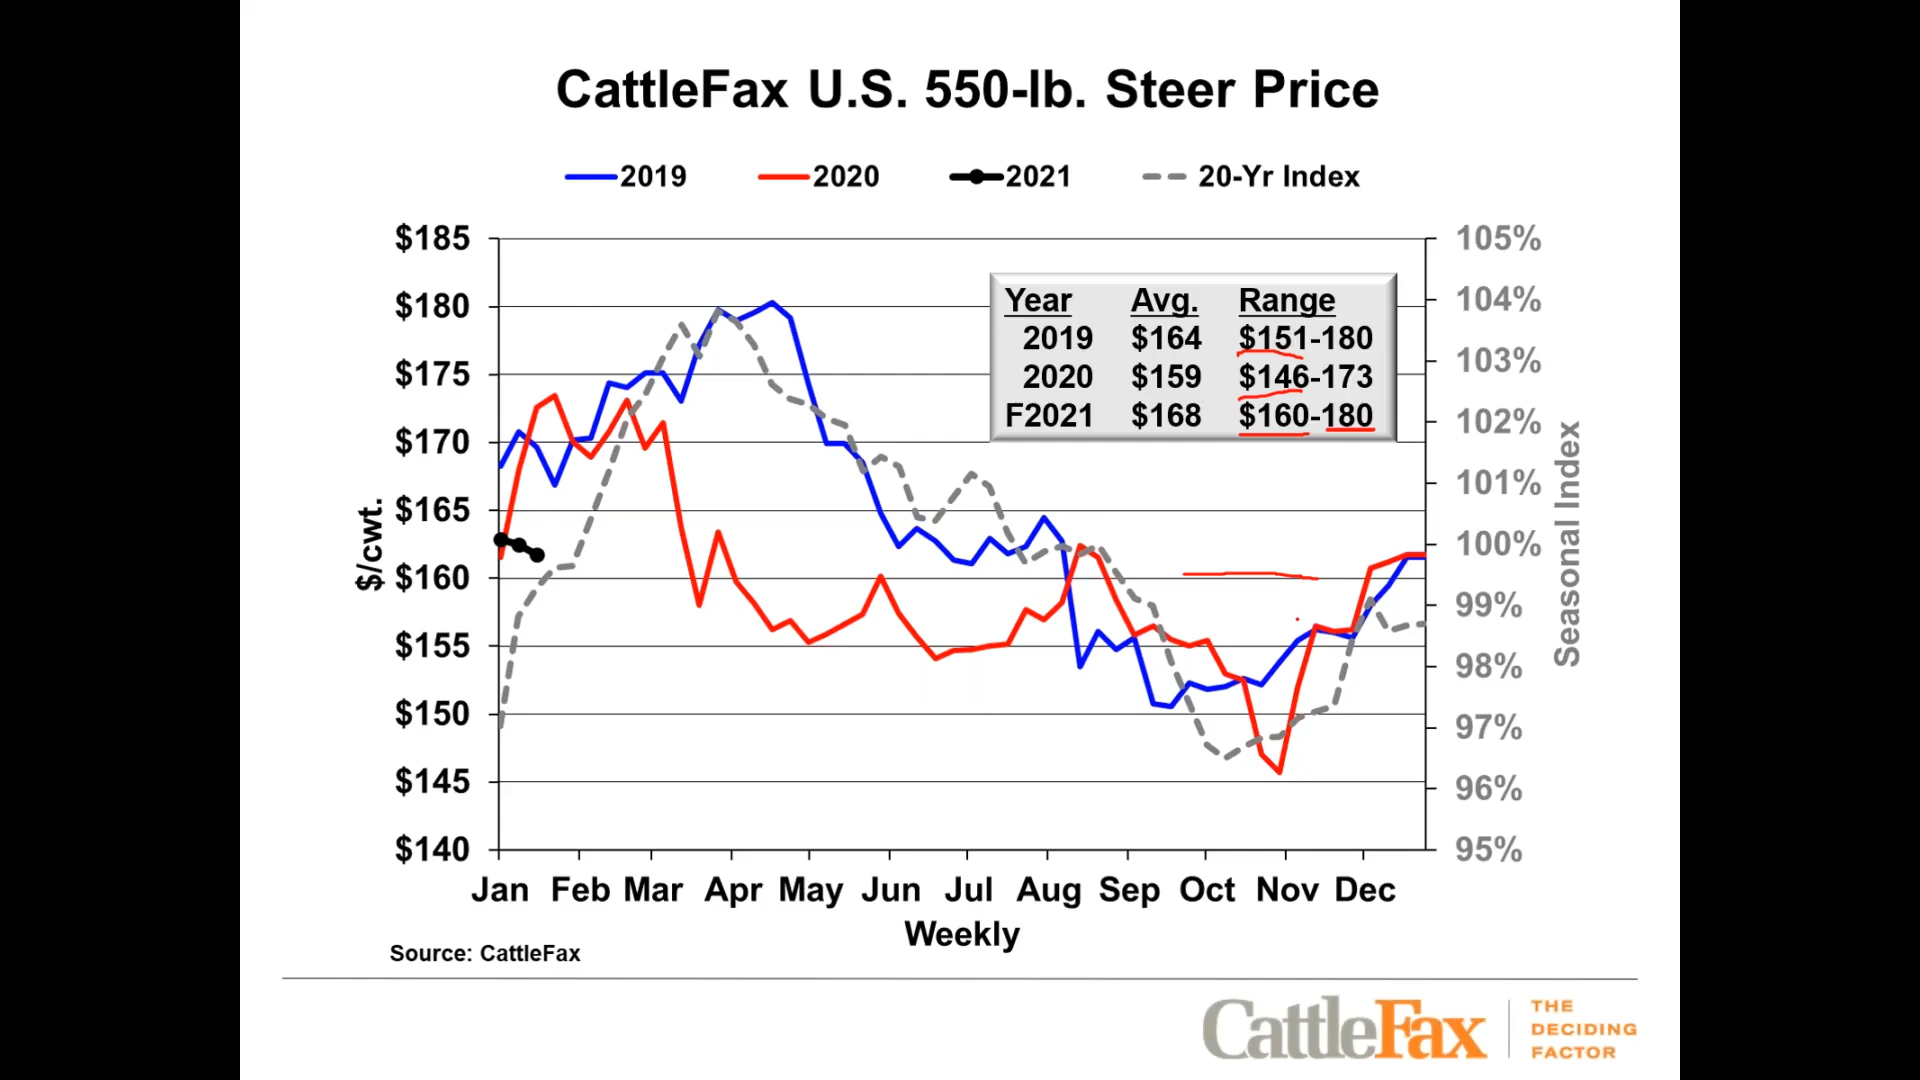 CattleFax U.S. 550-lb. Steer Price
2019 2020 2021 20-Yr Index
$185
$180
$175
$170
$165
$160
$155
$150
$145
$140
$/cwt.
Year Avg. Range
2019 $164 $151-180
2020 $159 $146-173
F2021 $168 $160-180
105%
104%
103%
102%
101%
100%
99%
98%
97%
96%
95%
Seasonal Index
Jan Feb Mar Apr May Jun Jul Aug Sep Oct Nov Dec
Weekly
Source: CattleFax
CattleFax
THE
DECIDING
FACTOR